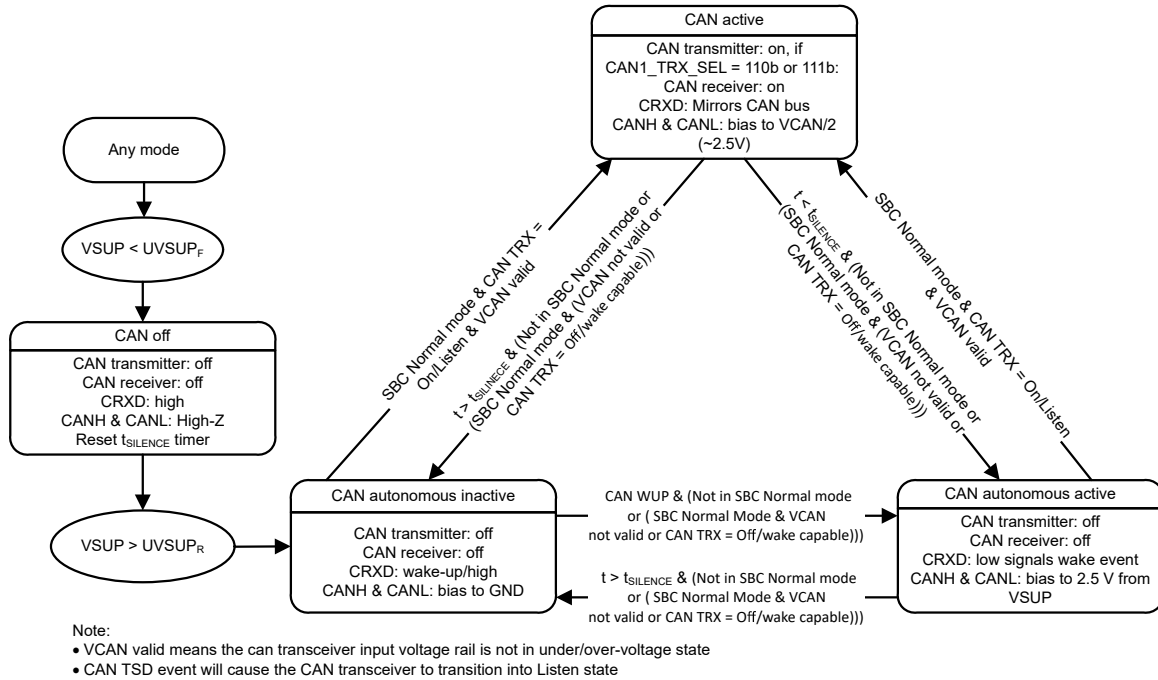 CAN active
CAN transmitter: on, if
CAN1_TRX_SEL = 110b or 111b:
CAN receiver: on
CRXD: Mirrors CAN bus
CANH & CANL: bias to VCAN/2
(~2.5V)
Any mode
VSUP < UVSUPF
CAN off
CAN transmitter: off
CAN receiver: off
CRXD: high
CANH & CANL: High-Z
Reset tSILENCE timer
VSUP > UVSUPR
SBC Normal mode & CAN TRX =
On/Listen & VCAN valid
t > tSILINECE & (Not in SBC Normal mode or
(SBC Normal mode & (VCAN not valid or
CAN TRX = Off/wake capable)))
t < tSILENCE & (Not in SBC Normal mode or
(SBC Normal mode & (VCAN not valid or
CAN TRX = Off/wake capable)))
SBC Normal mode & CAN TRX = On/Listen
& VCAN valid
CAN autonomous inactive
CAN transmitter: off
CAN receiver: off
CRXD: wake-up/high
CANH & CANL: bias to GND
CAN WUP & (Not in SBC Normal mode
or ( SBC Normal Mode & VCAN
not valid or CAN TRX = Off/wake capable)))
t > tSILENCE & (Not in SBC Normal mode
or ( SBC Normal Mode & VCAN
not valid or CAN TRX = Off/wake capable)))
CAN autonomous active
CAN transmitter: off
CAN receiver: off
CRXD: low signals wake event
CANH & CANL: bias to 2.5 V from
VSUP
Note:
• VCAN valid means the can transceiver input voltage rail is not in under/over-voltage state
• CAN TSD event will cause the CAN transceiver to transition into Listen state